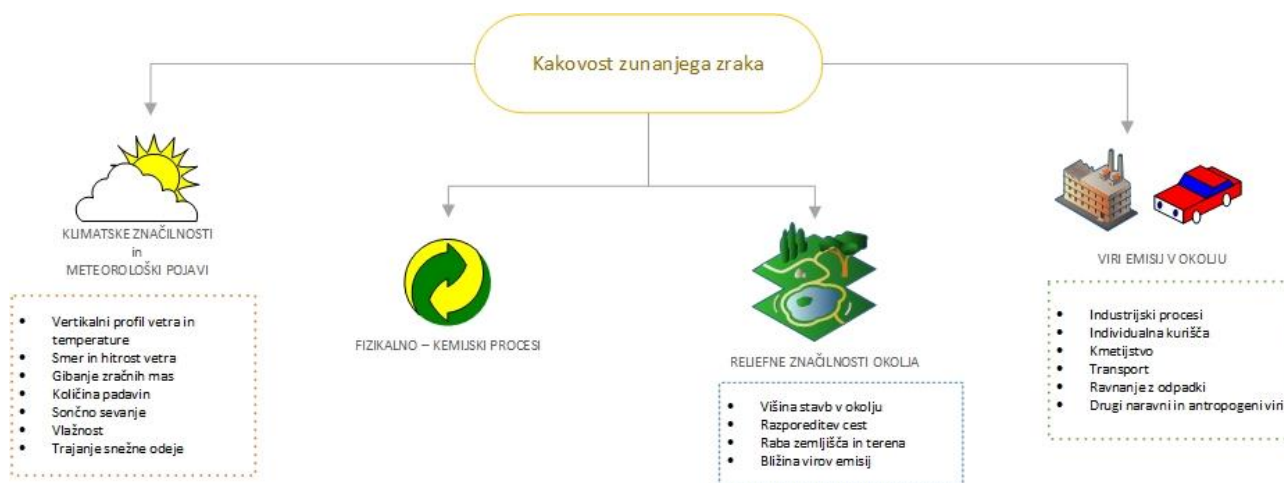 Kakovost zunanjega zraka
KLIMATSKE ZNAČILNOSTI
in
METEOROLOŠKI POJAVI
• Vertikalni profil vetra in
temperature
• Smer in hitrost vetra
• Gibanje zračnih mas
• Količina padavin
• Sončno sevanje
• Vlažnost
• Trajanje snežne odeje
FIZIKALNO – KEMIJSKI PROCESI
RELIEFNE ZNAČILNOSTI OKOLJA
• Višina stavb v okolju
• Razporeditev cest
• Raba zemljišča in terena
• Bližina virov emisij
VIRI EMISIJ V OKOLJU
• Industrijski procesi
• Individualna kurišča
• Kmetijstvo
• Transport
• Ravnanje z odpadki
• Drugi naravni in antropogeni viri